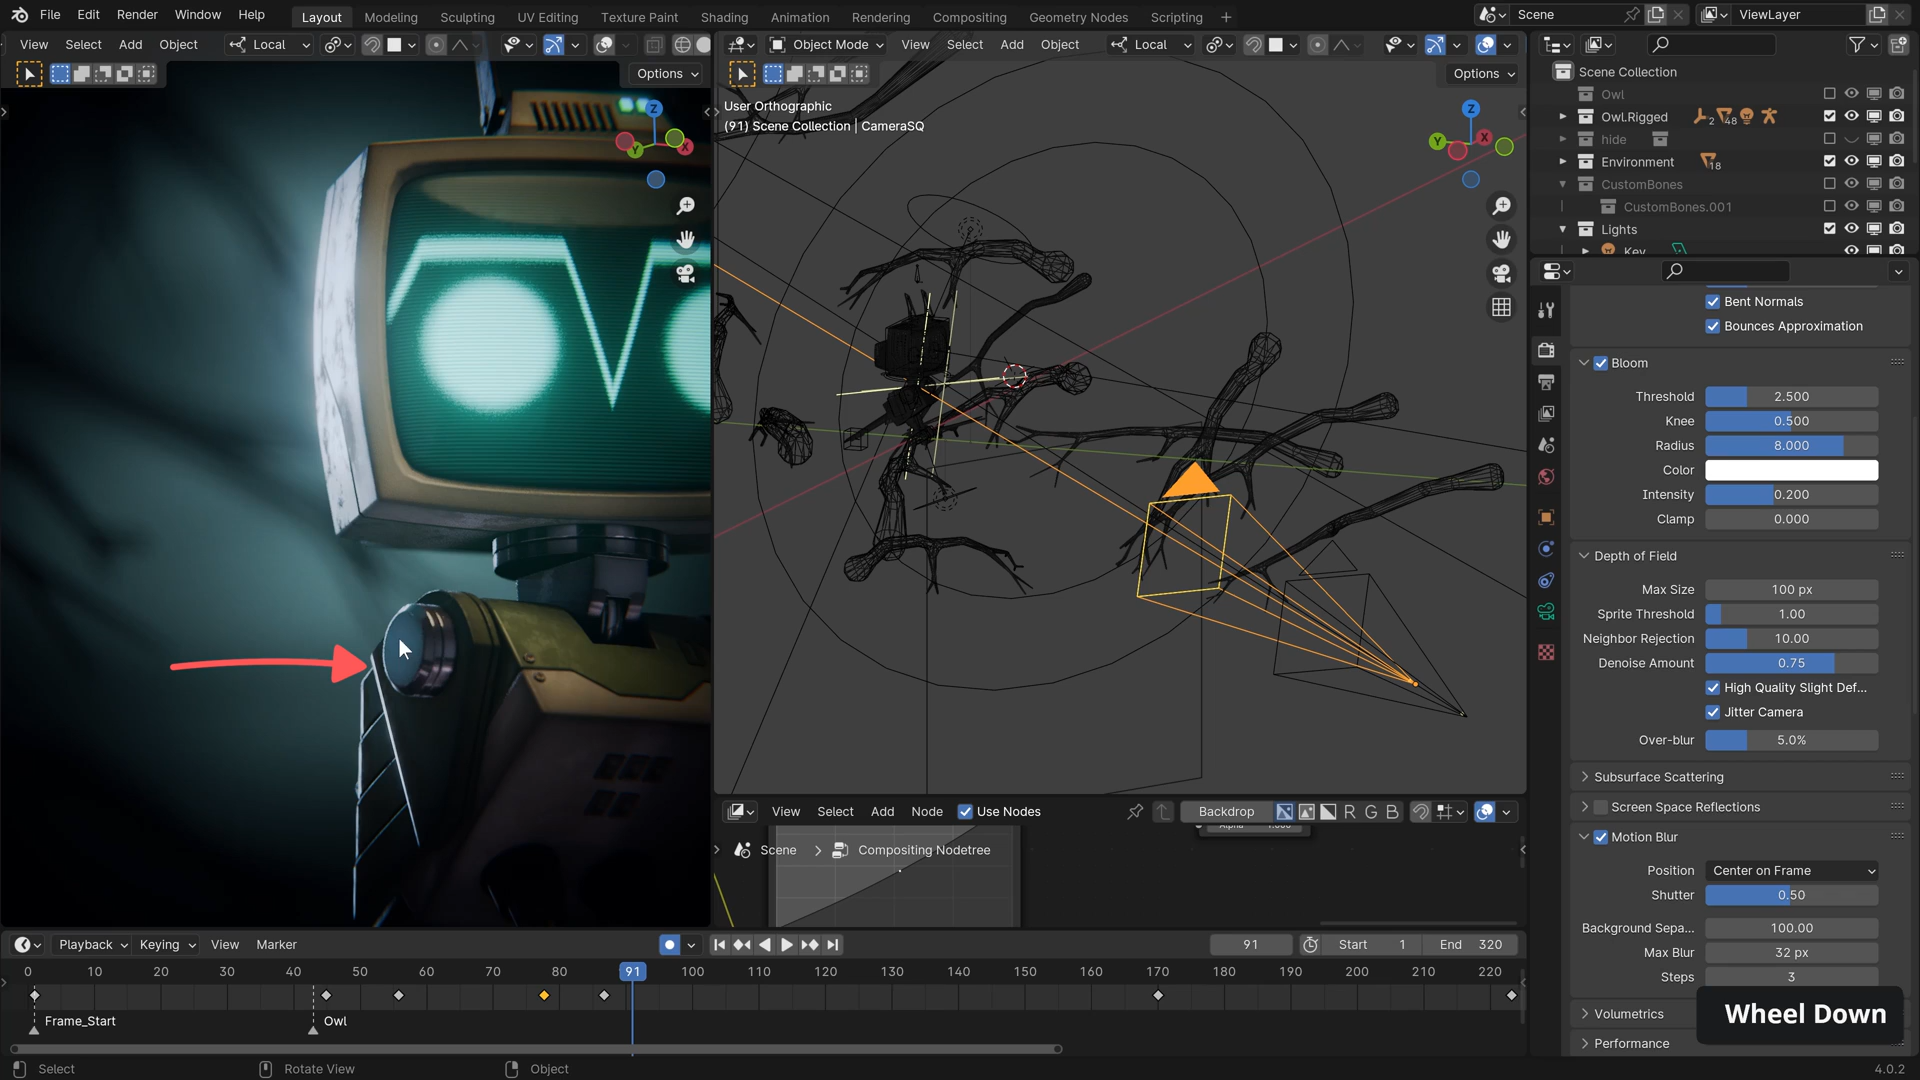 File Edit Render Window Help Layout Modeling Sculpting UV Editing Texture Paint Shading Animation Rendering Compositing Geometry Nodes Scripting + Scene ViewLayer
View Select Add Object Local
Options
Object Mode View Select Add Object Local
Options
User Orthographic
(91) Scene Collection | CameraSQ
Z
Y
X
Z
Y
X
Scene Collection
Owl
Owl.Rigged 2 48
hide
Environment 18
CustomBones
CustomBones.001
Lights
Key
Bent Normals
Bounces Approximation
Bloom
Threshold 2.500
Knee 0.500
Radius 8.000
Color
Intensity 0.200
Clamp 0.000
Depth of Field
Max Size 100 px
Sprite Threshold 1.00
Neighbor Rejection 10.00
Denoise Amount 0.75
High Quality Slight Def...
Jitter Camera
Over-blur 5.0%
Subsurface Scattering
Screen Space Reflections
Motion Blur
Position Center on Frame
Shutter 0.50
Background Sepa... 100.00
Max Blur 32 px
Steps 3
Volumetrics
Performance
Wheel Down
View Select Add Node Use Nodes Backdrop R G B
Alpha 1.000
Scene > Compositing Nodetree
Playback Keying View Marker 91 Start 1 End 320
0 10 20 30 40 50 60 70 80 91 100 110 120 130 140 150 160 170 180 190 200 210 220
Frame_Start Owl
Select Rotate View Object 4.0.2